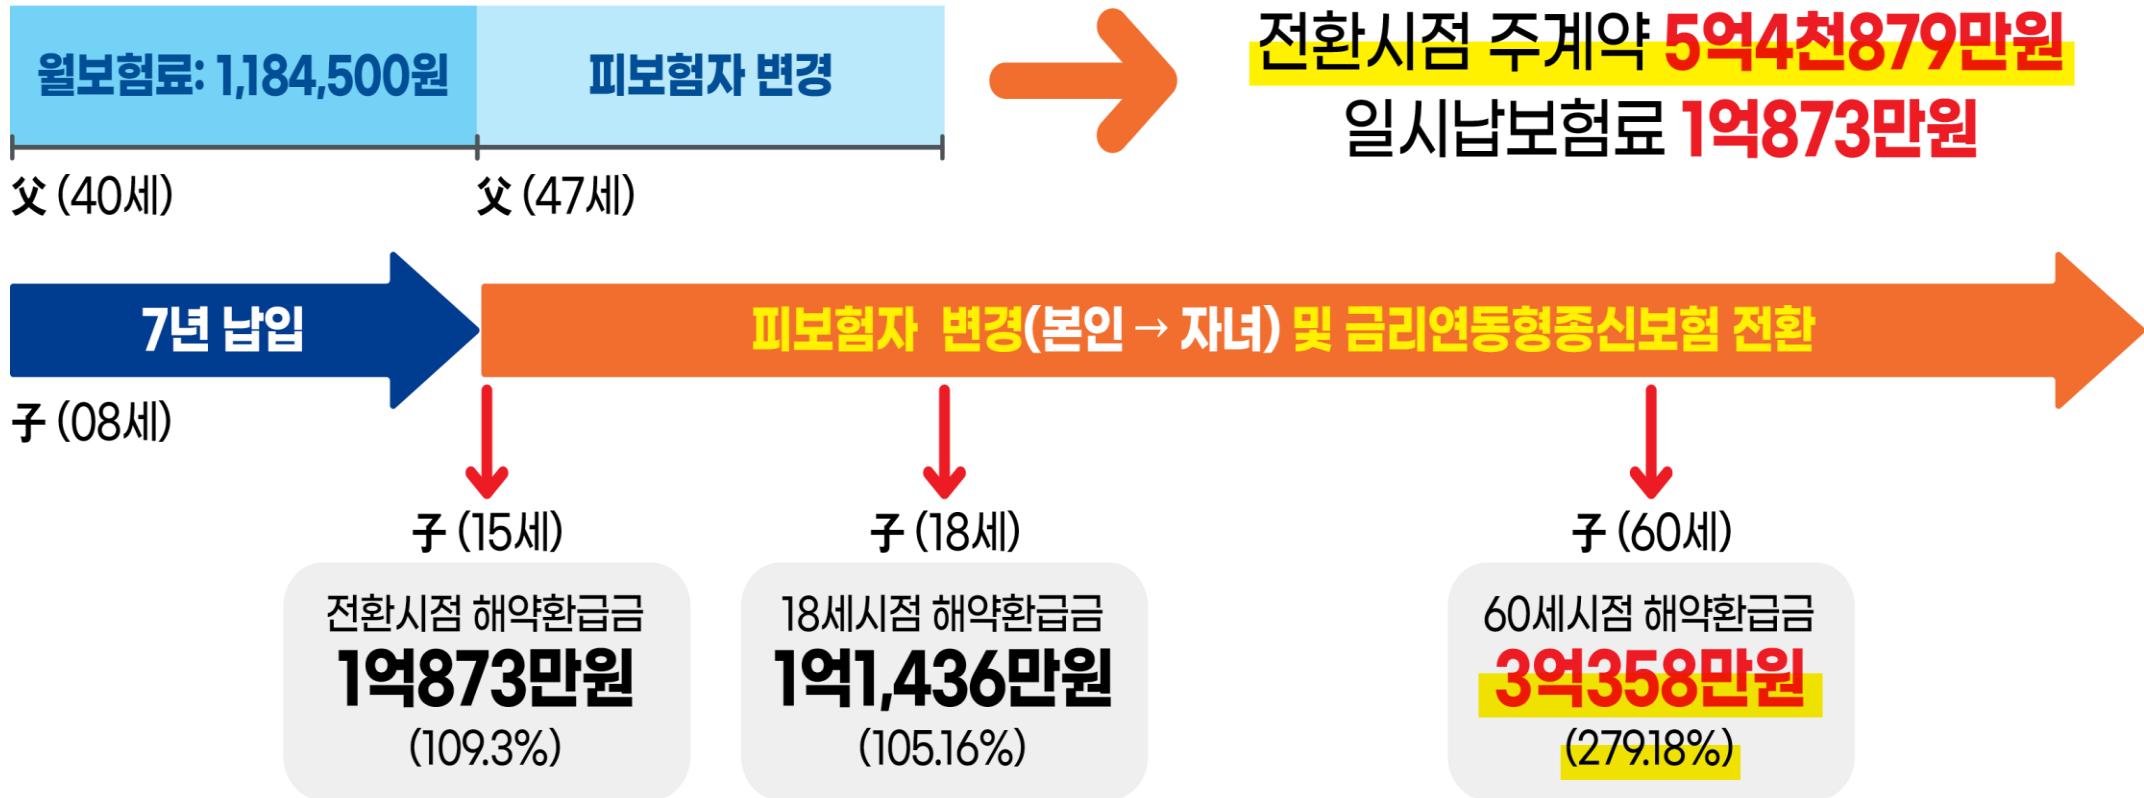 월보험료: 1,184,500원
피보험자 변경
전환시점 주계약 5억4천879만원
일시납보험료 1억873만원
父 (40세)
父 (47세)
7년 납입
피보험자 변경(본인 → 자녀) 및 금리연동형종신보험 전환
子 (08세)
子 (15세)
전환시점 해약환급금
1억873만원
(109.3%)
子 (18세)
18세시점 해약환급금
1억1,436만원
(105.16%)
子 (60세)
60세시점 해약환급금
3억358만원
(279.18%)